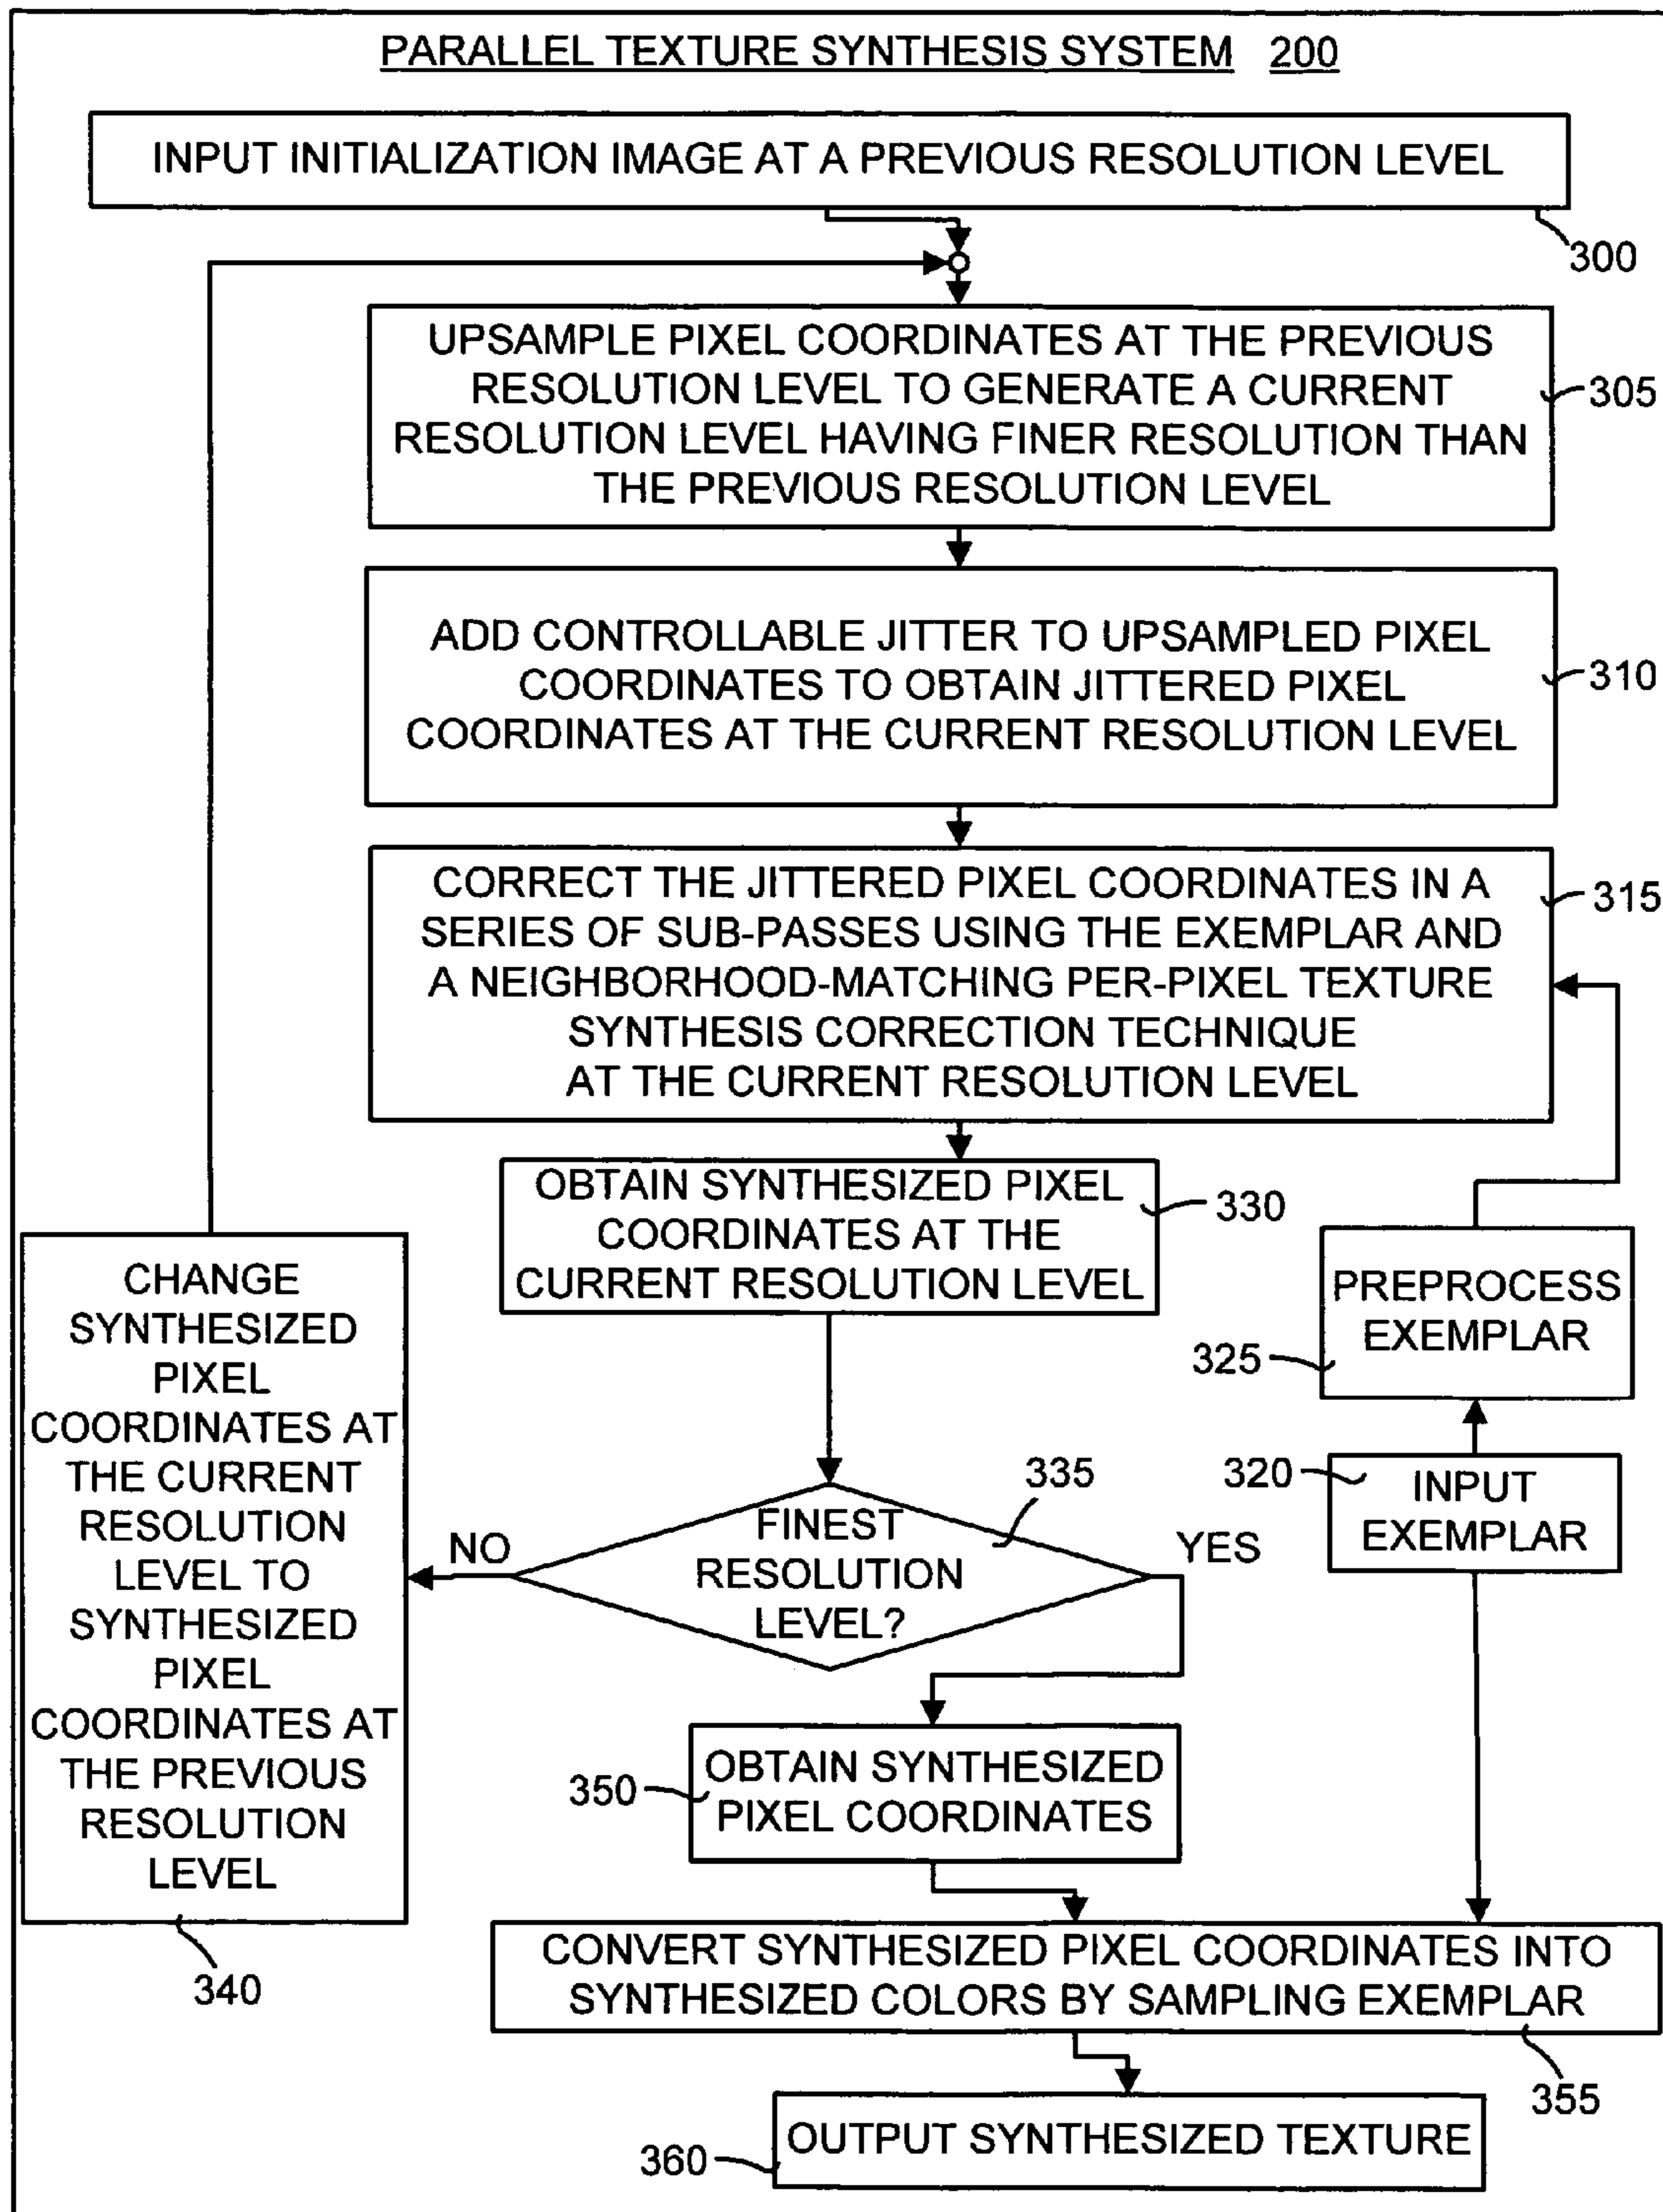 PARALLEL TEXTURE SYNTHESIS SYSTEM 200
INPUT INITIALIZATION IMAGE AT A PREVIOUS RESOLUTION LEVEL
300
UPSAMPLE PIXEL COORDINATES AT THE PREVIOUS
RESOLUTION LEVEL TO GENERATE A CURRENT
RESOLUTION LEVEL HAVING FINER RESOLUTION THAN
THE PREVIOUS RESOLUTION LEVEL
305
ADD CONTROLLABLE JITTER TO UPSAMPLED PIXEL
COORDINATES TO OBTAIN JITTERED PIXEL
COORDINATES AT THE CURRENT RESOLUTION LEVEL
310
CORRECT THE JITTERED PIXEL COORDINATES IN A
SERIES OF SUB-PASSES USING THE EXEMPLAR AND
A NEIGHBORHOOD-MATCHING PER-PIXEL TEXTURE
SYNTHESIS CORRECTION TECHNIQUE
AT THE CURRENT RESOLUTION LEVEL
315
OBTAIN SYNTHESIZED PIXEL
COORDINATES AT THE
CURRENT RESOLUTION LEVEL
330
PREPROCESS
EXEMPLAR
325
INPUT
EXEMPLAR
320
FINEST
RESOLUTION
LEVEL?
335
NO
YES
CHANGE
SYNTHESIZED
PIXEL
COORDINATES AT
THE CURRENT
RESOLUTION
LEVEL TO
SYNTHESIZED
PIXEL
COORDINATES AT
THE PREVIOUS
RESOLUTION
LEVEL
340
OBTAIN SYNTHESIZED
PIXEL COORDINATES
350
CONVERT SYNTHESIZED PIXEL COORDINATES INTO
SYNTHESIZED COLORS BY SAMPLING EXEMPLAR
355
OUTPUT SYNTHESIZED TEXTURE
360